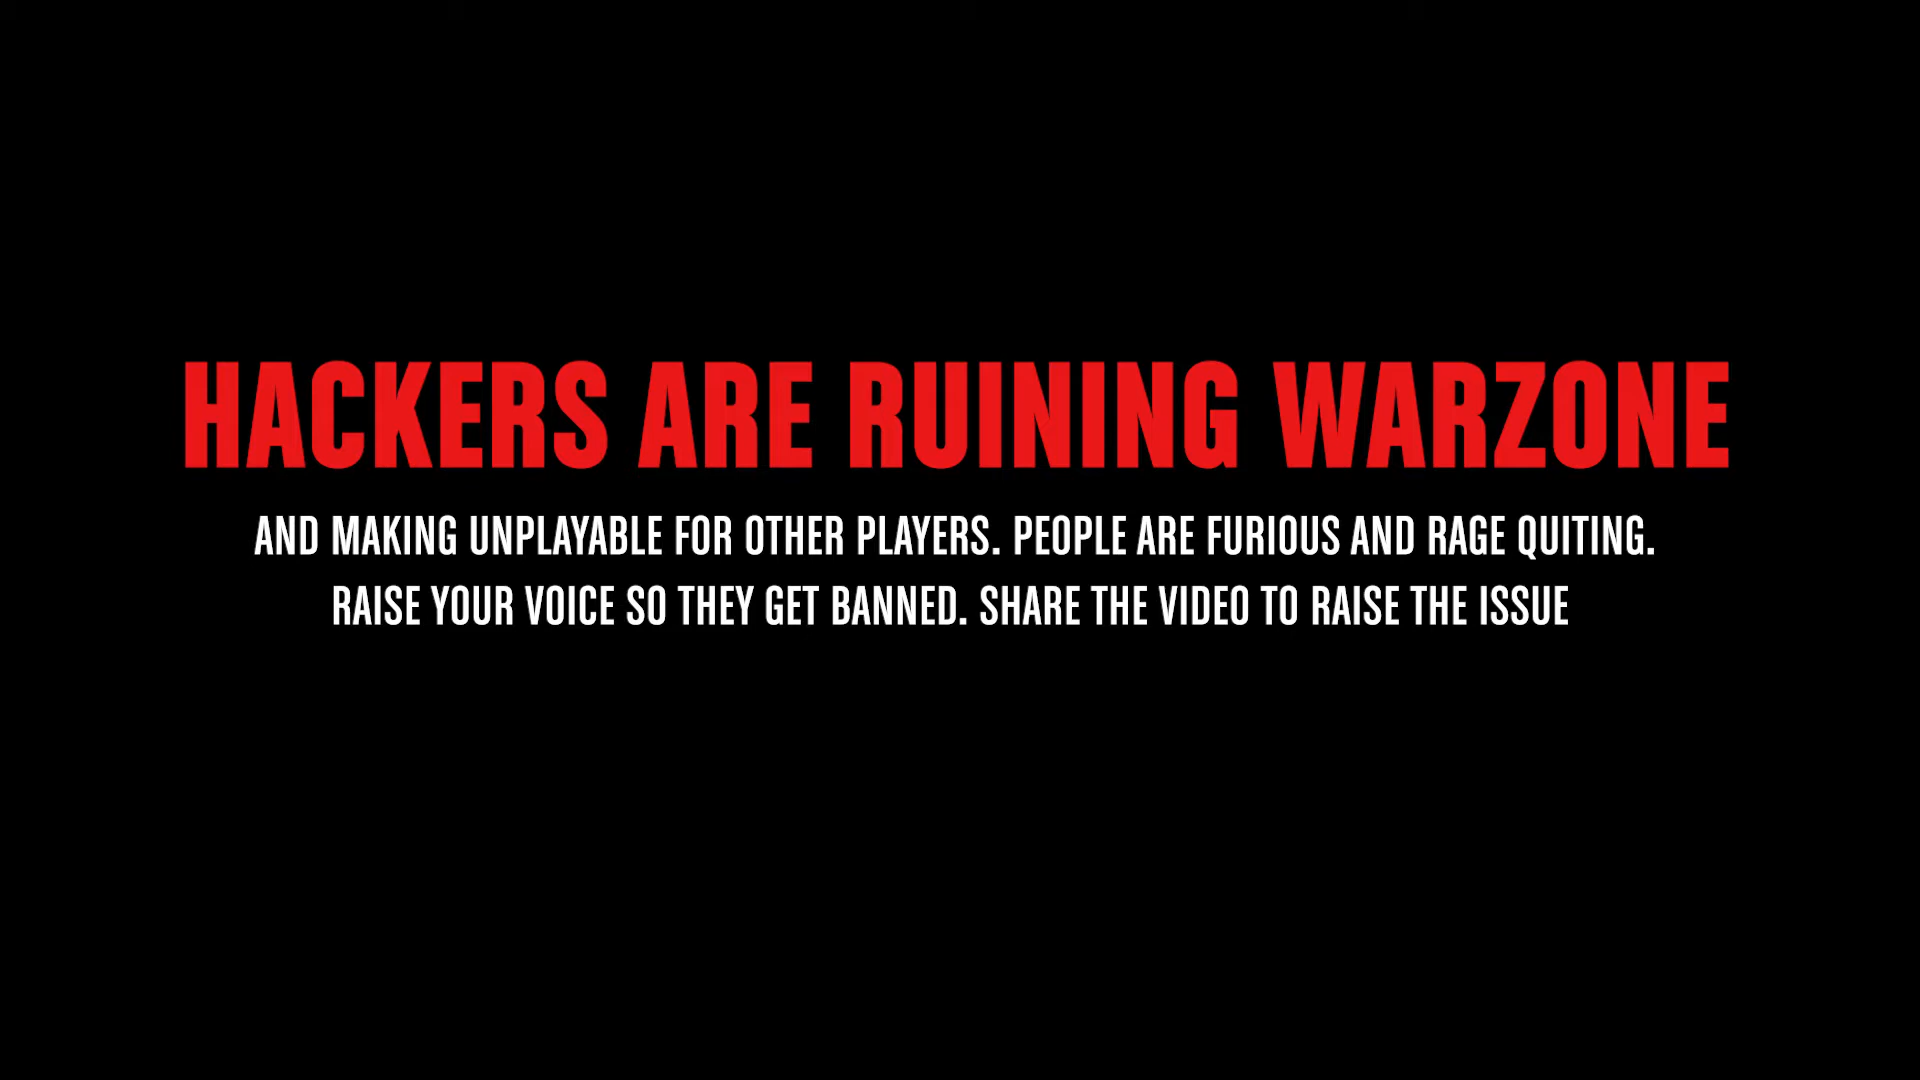 HACKERS ARE RUINING WARZONE
AND MAKING UNPLAYABLE FOR OTHER PLAYERS. PEOPLE ARE FURIOUS AND RAGE QUITING.
RAISE YOUR VOICE SO THEY GET BANNED. SHARE THE VIDEO TO RAISE THE ISSUE